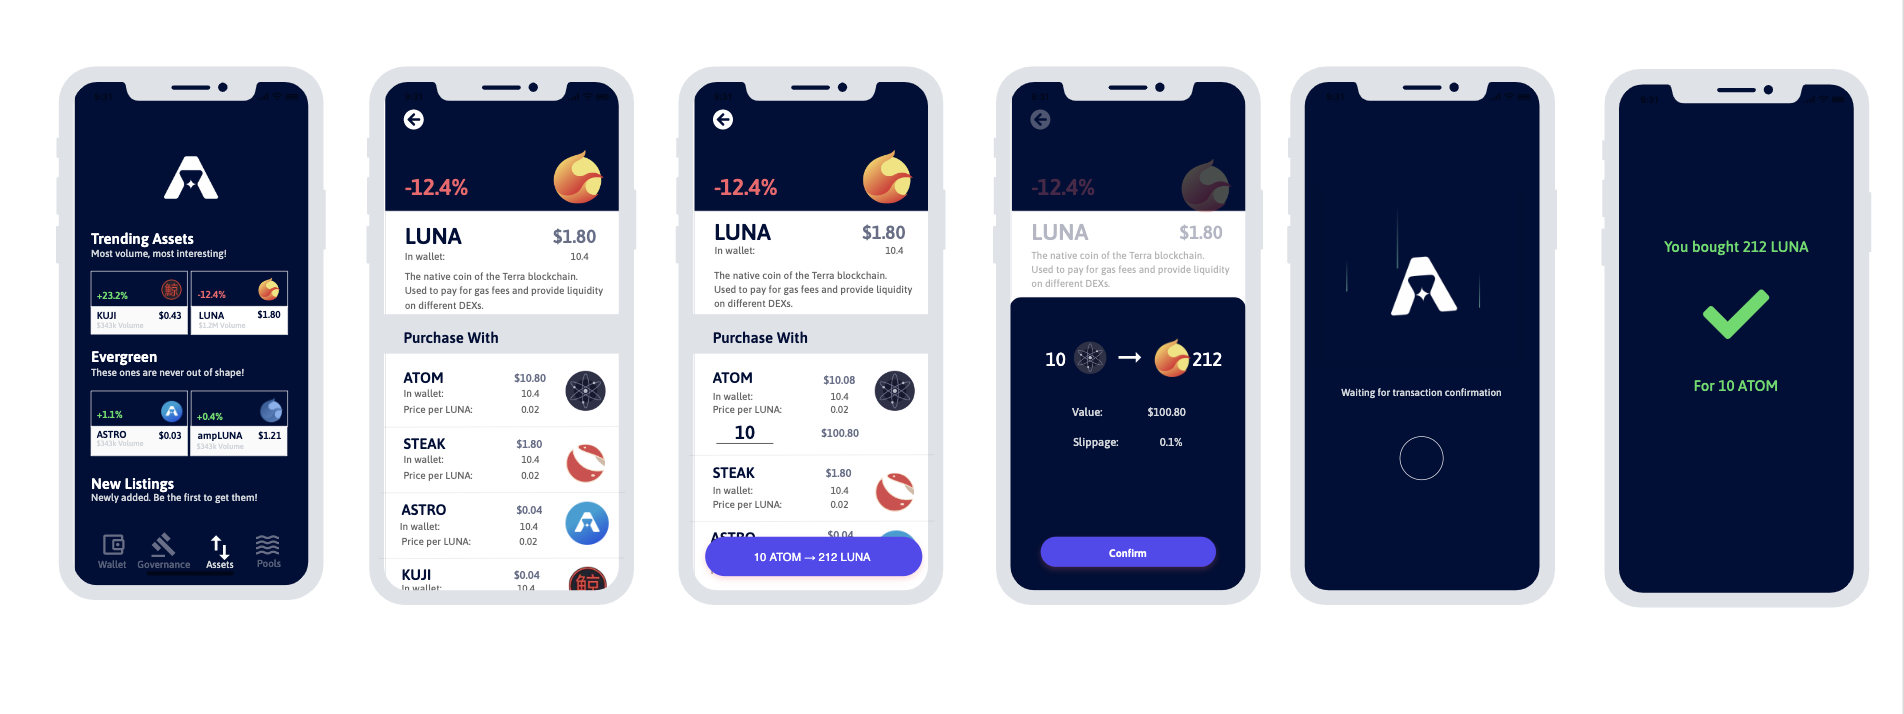 Trending Assets
Most volume, most interesting!
+23.2%
鯨
-12.4%
KUJI
$0.43
LUNA
$1.80
$343k Volume
$1.2M Volume
Evergreen
These ones are never out of shape!
+1.1%
+0.4%
ASTRO
$0.03
ampLUNA
$1.21
$343k Volume
$343k Volume
New Listings
Newly added. Be the first to get them!
Wallet
Governance
Assets
Pools
-12.4%
LUNA
$1.80
In wallet:
10.4
The native coin of the Terra blockchain.
Used to pay for gas fees and provide liquidity
on different DEXs.
Purchase With
ATOM
$10.80
In wallet:
10.4
Price per LUNA:
0.02
STEAK
$1.80
In wallet:
10.4
Price per LUNA:
0.02
ASTRO
$0.04
In wallet:
10.4
Price per LUNA:
0.02
KUJI
$0.04
鯨
In wallet:
10.4
-12.4%
LUNA
$1.80
In wallet:
10.4
The native coin of the Terra blockchain.
Used to pay for gas fees and provide liquidity
on different DEXs.
Purchase With
ATOM
$10.08
In wallet:
10.4
Price per LUNA:
0.02
10
$100.80
STEAK
$1.80
In wallet:
10.4
Price per LUNA:
0.02
ASTRO
$0.04
10 ATOM → 212 LUNA
-12.4%
LUNA
$1.80
The native coin of the Terra blockchain.
Used to pay for gas fees and provide liquidity
on different DEXs.
10 → 212
Value:
$100.80
Slippage:
0.1%
Confirm
Waiting for transaction confirmation
You bought 212 LUNA
For 10 ATOM